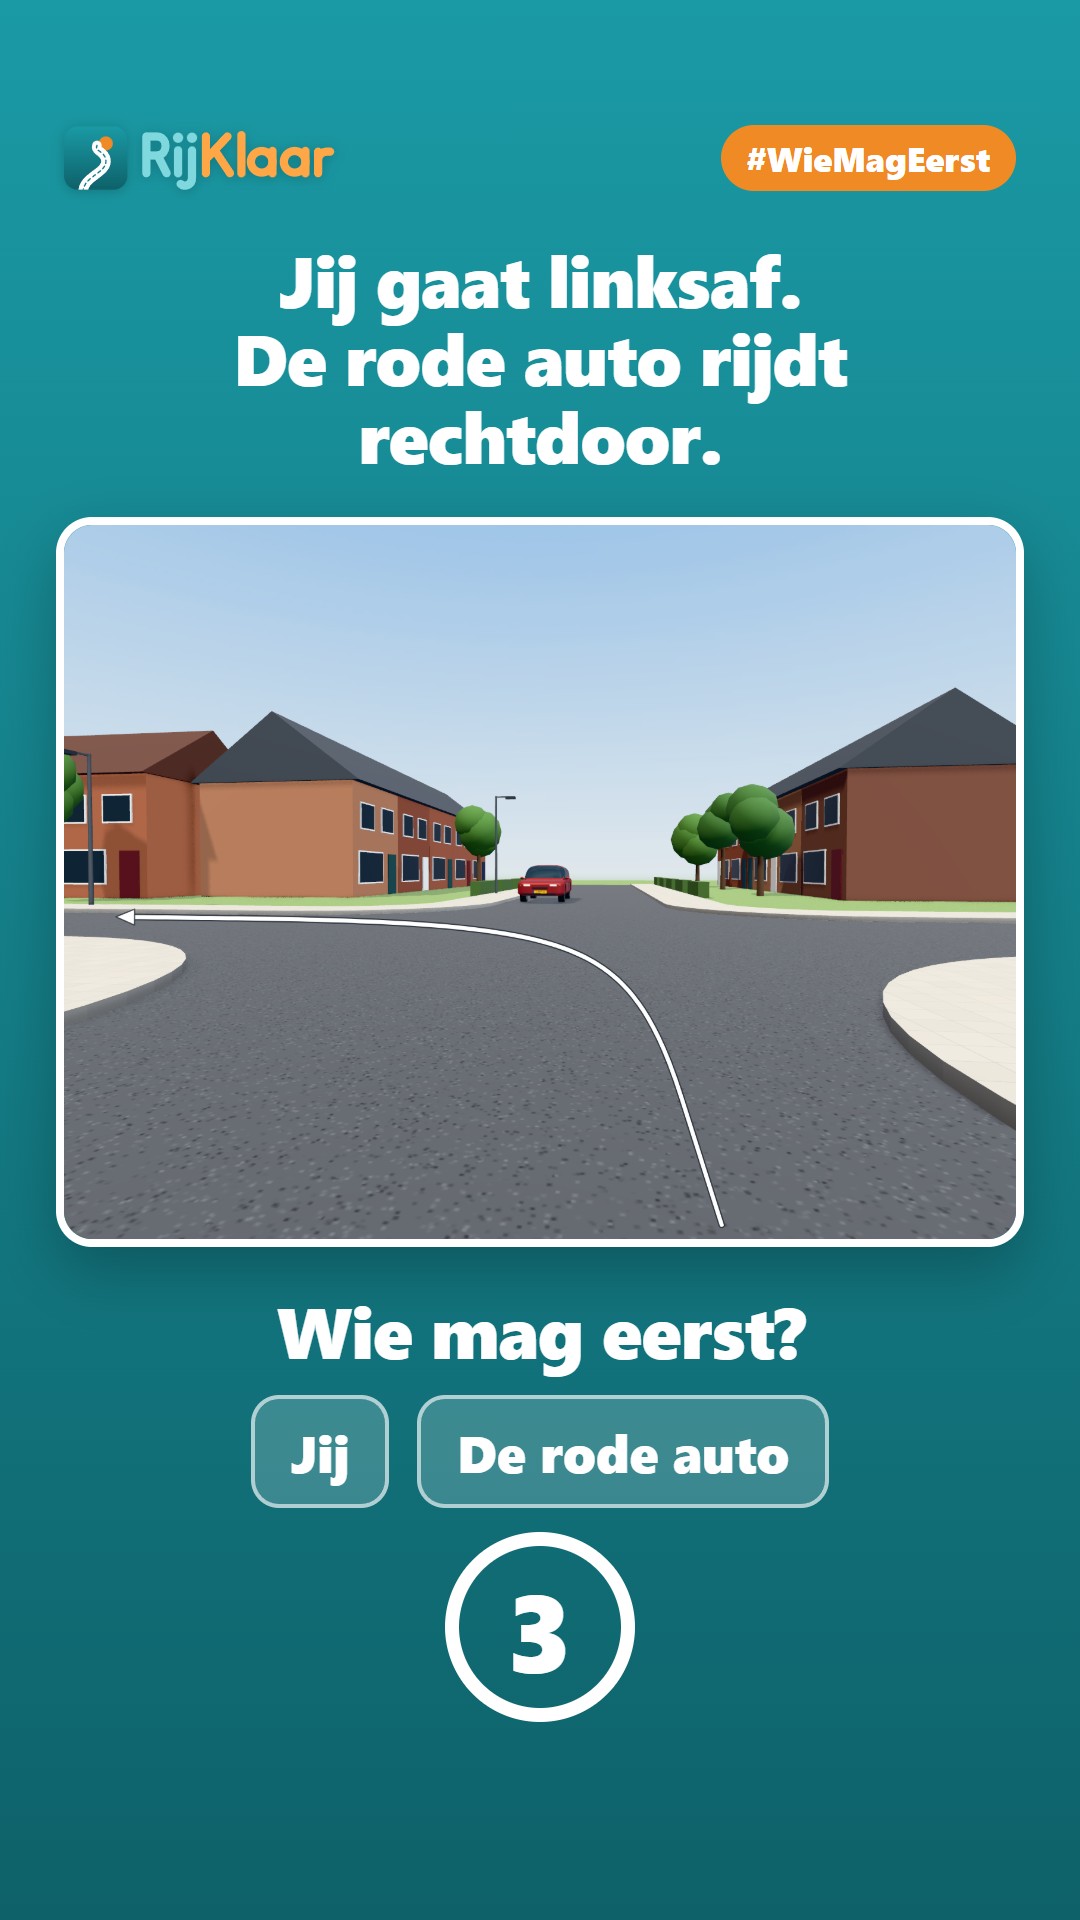 RijKlaar
#WieMagEerst
Jij gaat linksaf.
De rode auto rijdt
rechtdoor.
Wie mag eerst?
Jij
De rode auto
3